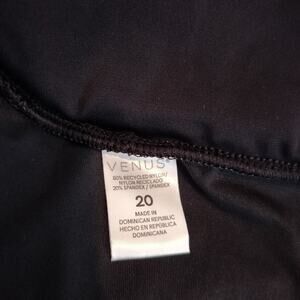 VENUS
80% RECYCLED NYLON/
NYLON RECICLADO
20% SPANDEX / SPANDEX
20
MADE IN
DOMINICAN REPUBLIC
HECHO EN REPÚBLICA
DOMINICANA